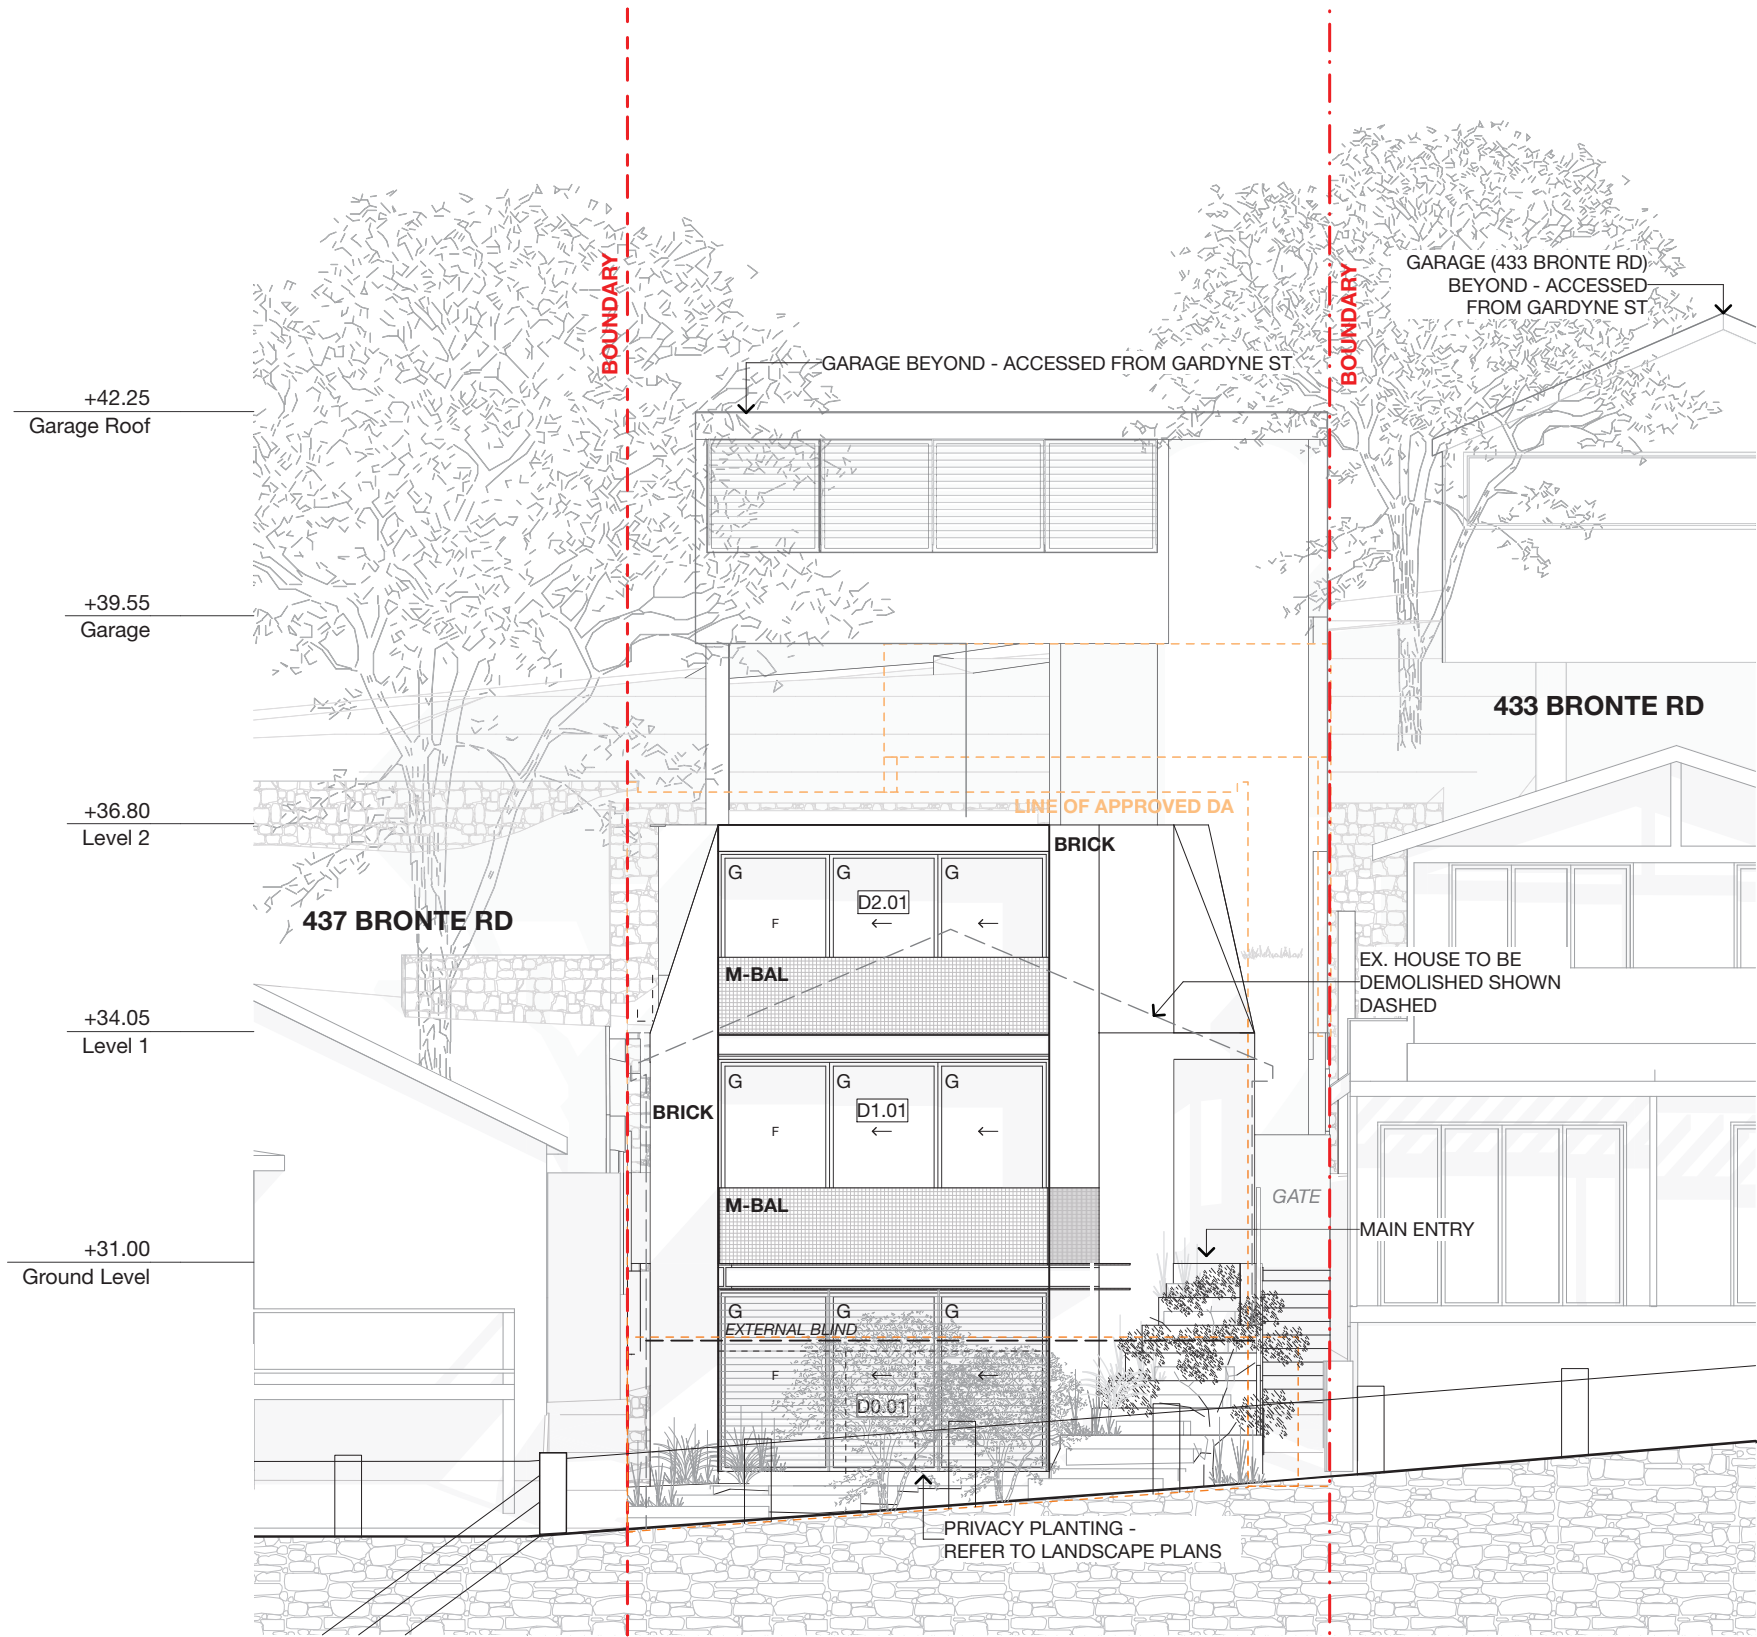 BOUNDARY
BOUNDARY
GARAGE (433 BRONTE RD)
BEYOND - ACCESSED
FROM GARDYNE ST
GARAGE BEYOND - ACCESSED FROM GARDYNE ST
+42.25
Garage Roof
+39.55
Garage
433 BRONTE RD
+36.80
Level 2
LINE OF APPROVED DA
BRICK
G
G
G
D2.01
F
437 BRONTE RD
M-BAL
EX. HOUSE TO BE
DEMOLISHED SHOWN
DASHED
+34.05
Level 1
G
G
G
BRICK
D1.01
F
M-BAL
GATE
MAIN ENTRY
+31.00
Ground Level
G
G
G
EXTERNAL BLIND
F
D0.01
PRIVACY PLANTING -
REFER TO LANDSCAPE PLANS